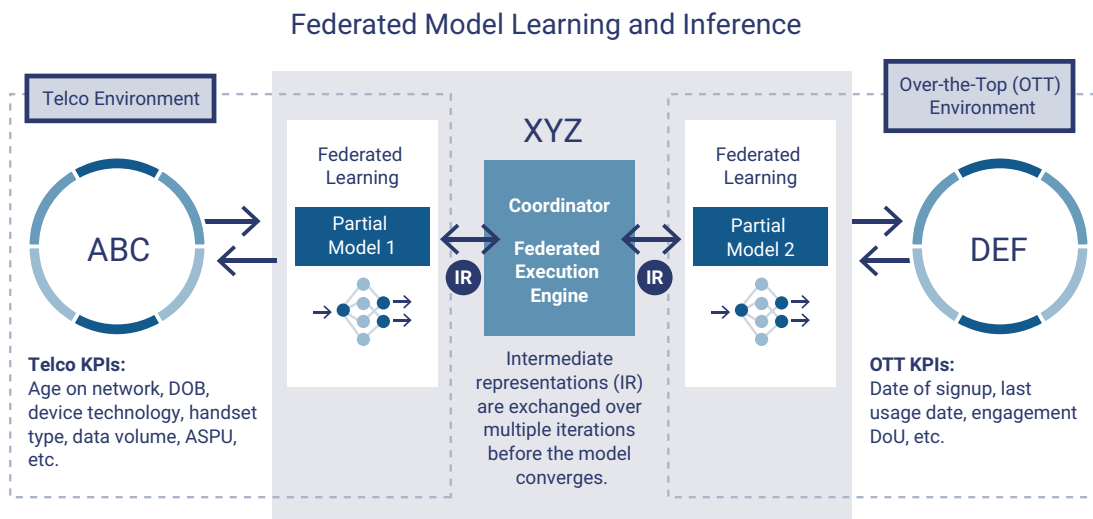 Federated Model Learning and Inference
Telco Environment
ABC
Telco KPIs:
Age on network, DOB,
device technology, handset
type, data volume, ASPU,
etc.
Federated
Learning
Partial
Model 1
IR
XYZ
Coordinator
Federated
Execution
Engine
Intermediate
representations (IR)
are exchanged over
multiple iterations
before the model
converges.
IR
Federated
Learning
Partial
Model 2
Over-the-Top (OTT)
Environment
DEF
OTT KPIs:
Date of signup, last
usage date, engagement
DoU, etc.